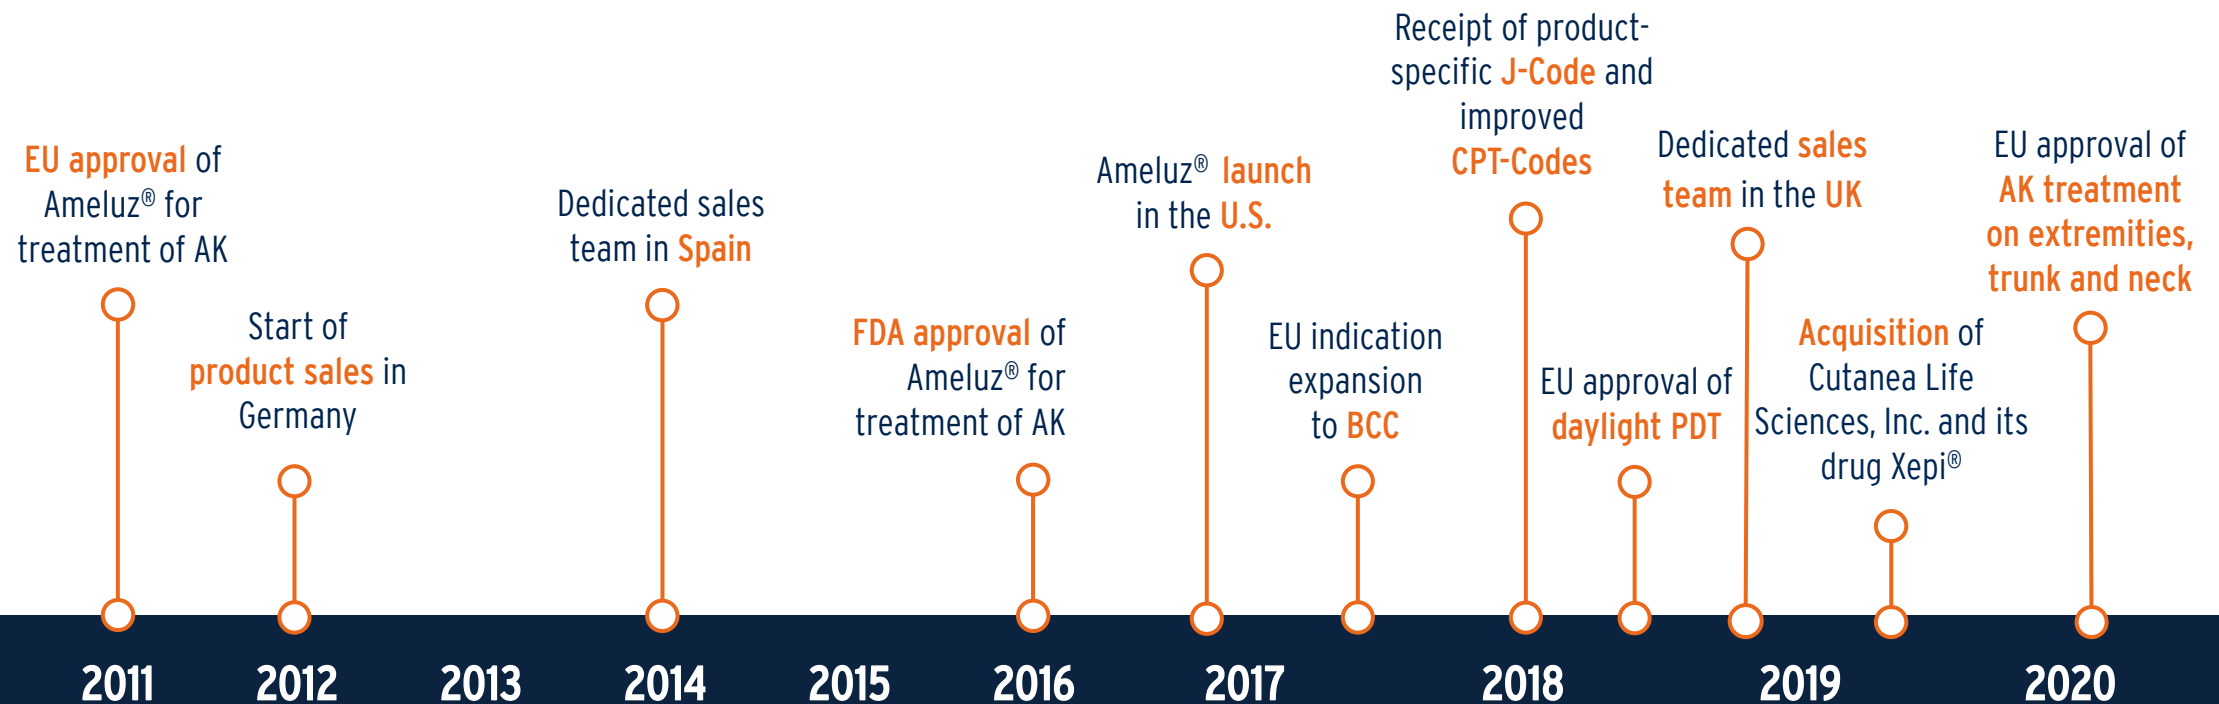 EU approval of
Ameluz® for
treatment of AK
Start of
product sales in
Germany
Dedicated sales
team in Spain
FDA approval of
Ameluz® for
treatment of AK
Ameluz® launch
in the U.S.
EU indication
expansion
to BCC
Receipt of product-
specific J-Code and
improved
CPT-Codes
EU approval of
daylight PDT
Dedicated sales
team in the UK
Acquisition of
Cutanea Life
Sciences, Inc. and its
drug Xepi®
EU approval of
AK treatment
on extremities,
trunk and neck
2011 2012 2013 2014 2015 2016 2017 2018 2019 2020